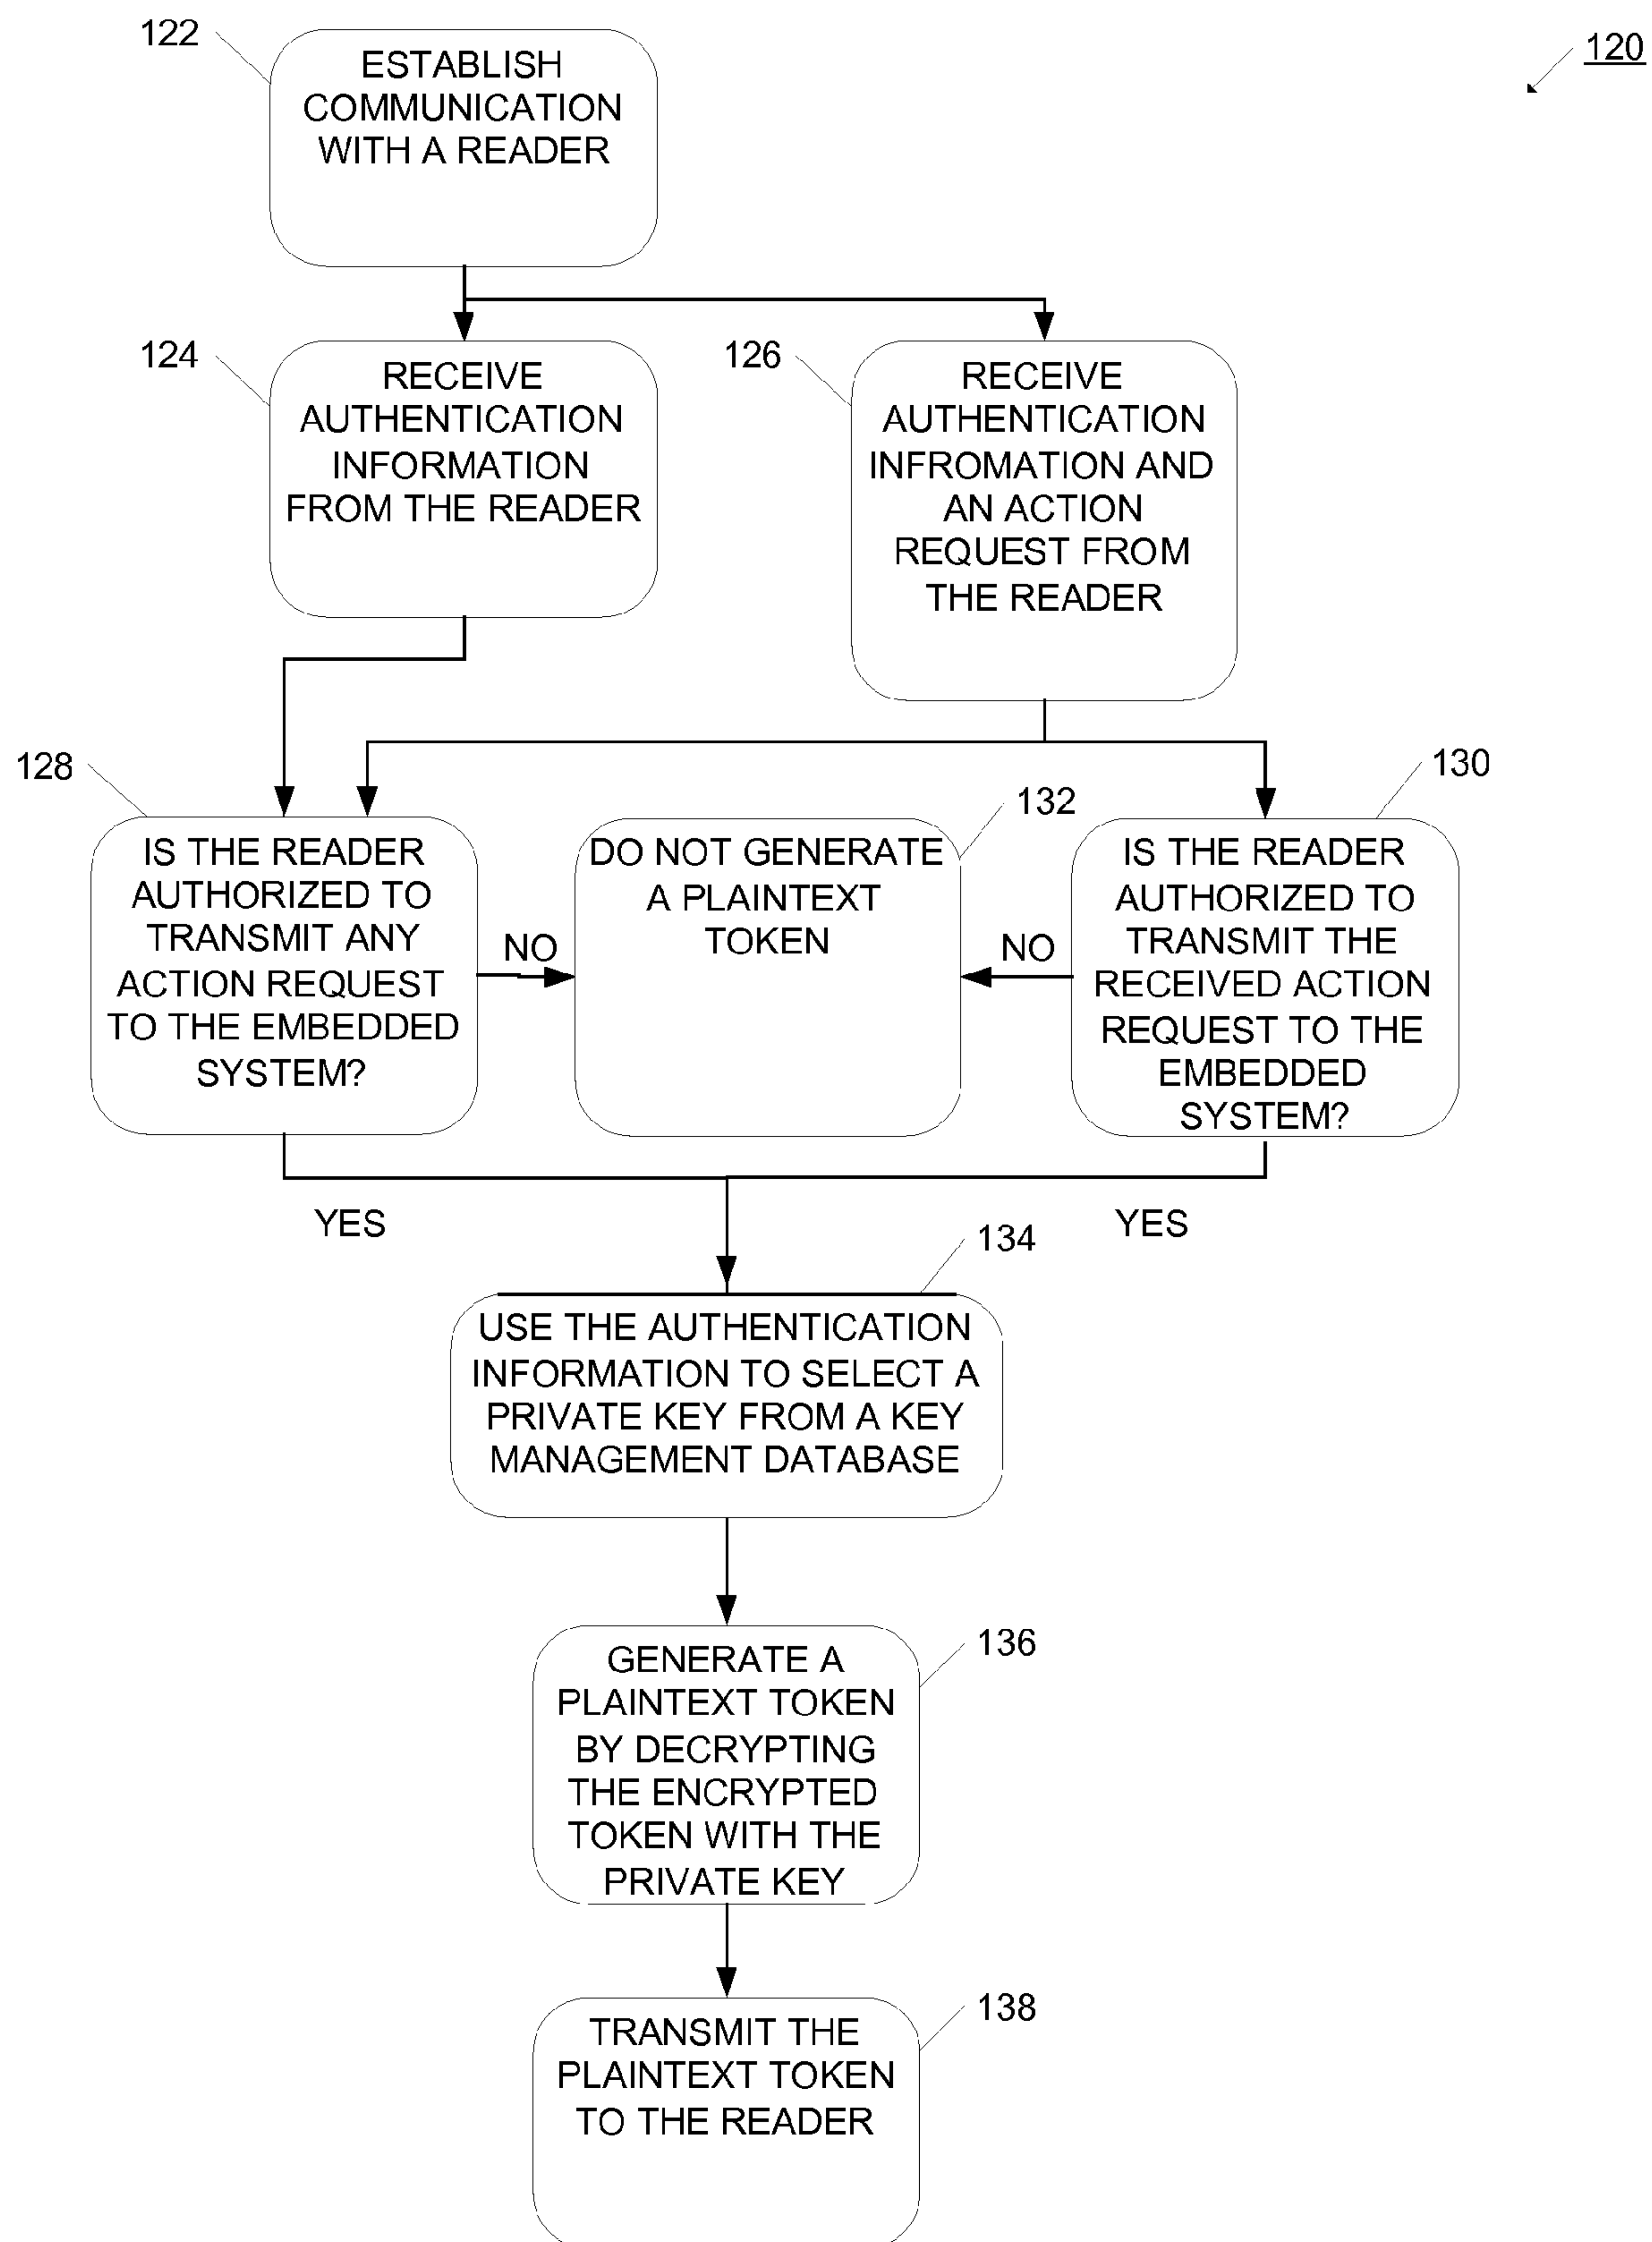 122
120
ESTABLISH
COMMUNICATION
WITH A READER
124
RECEIVE
AUTHENTICATION
INFORMATION
FROM THE READER
126
RECEIVE
AUTHENTICATION
INFROMATION AND
AN ACTION
REQUEST FROM
THE READER
128
IS THE READER
AUTHORIZED TO
TRANSMIT ANY
ACTION REQUEST
TO THE EMBEDDED
SYSTEM?
NO
132
DO NOT GENERATE
A PLAINTEXT
TOKEN
NO
130
IS THE READER
AUTHORIZED TO
TRANSMIT THE
RECEIVED ACTION
REQUEST TO THE
EMBEDDED
SYSTEM?
YES
YES
134
USE THE AUTHENTICATION
INFORMATION TO SELECT A
PRIVATE KEY FROM A KEY
MANAGEMENT DATABASE
136
GENERATE A
PLAINTEXT TOKEN
BY DECRYPTING
THE ENCRYPTED
TOKEN WITH THE
PRIVATE KEY
138
TRANSMIT THE
PLAINTEXT TOKEN
TO THE READER